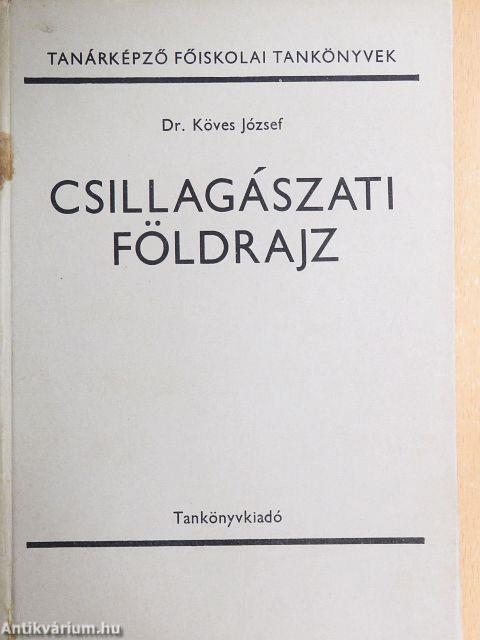 TANÁRKÉPZŐ FŐISKOLAI TANKÖNYVEK
Dr. Köves József
CSILLAGÁSZATI
FÖLDRAJZ
Tankönyvkiadó
Antikvárium.hu